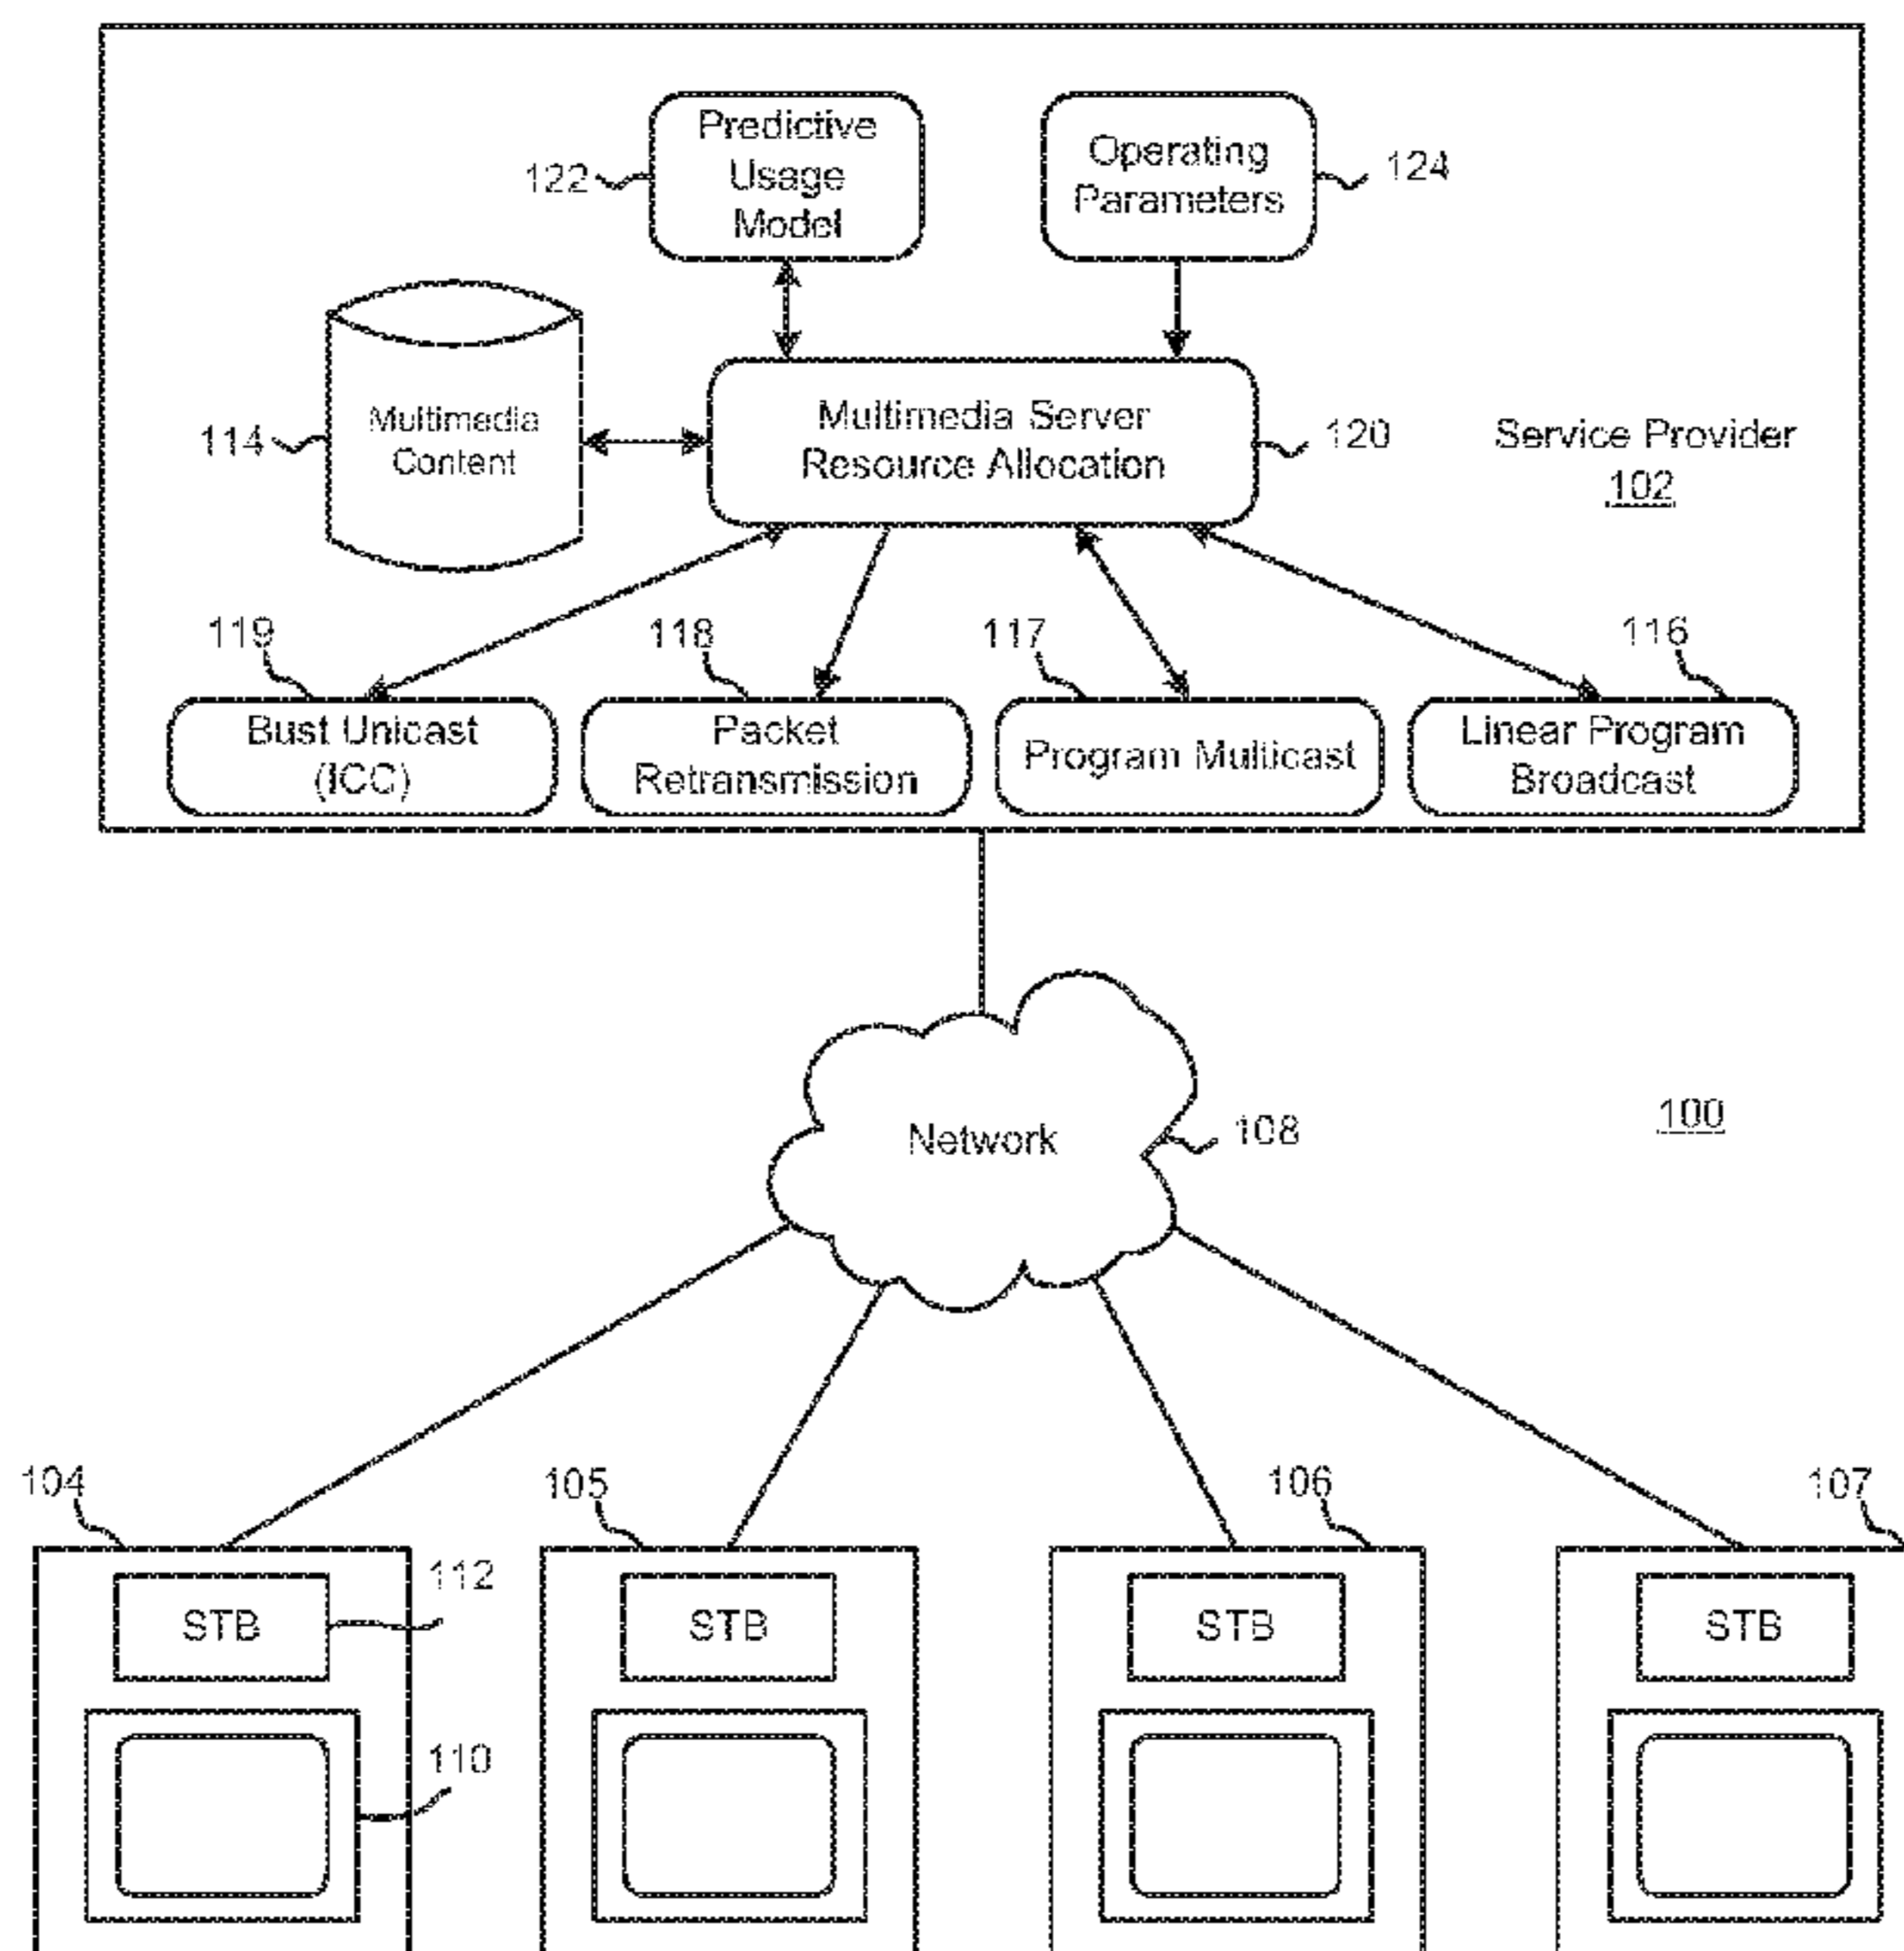 Predictive
Usage
Model
122
Operating
Parameters
124
Multimedia
Content
114
Multimedia Server
Resource Allocation
120
Service Provider
102
119
118
117
116
Bust Unicast
(ICC)
Packet
Retransmission
Program Multicast
Linear Program
Broadcast
Network
108
100
104
105
106
107
STB
112
STB
STB
STB
110